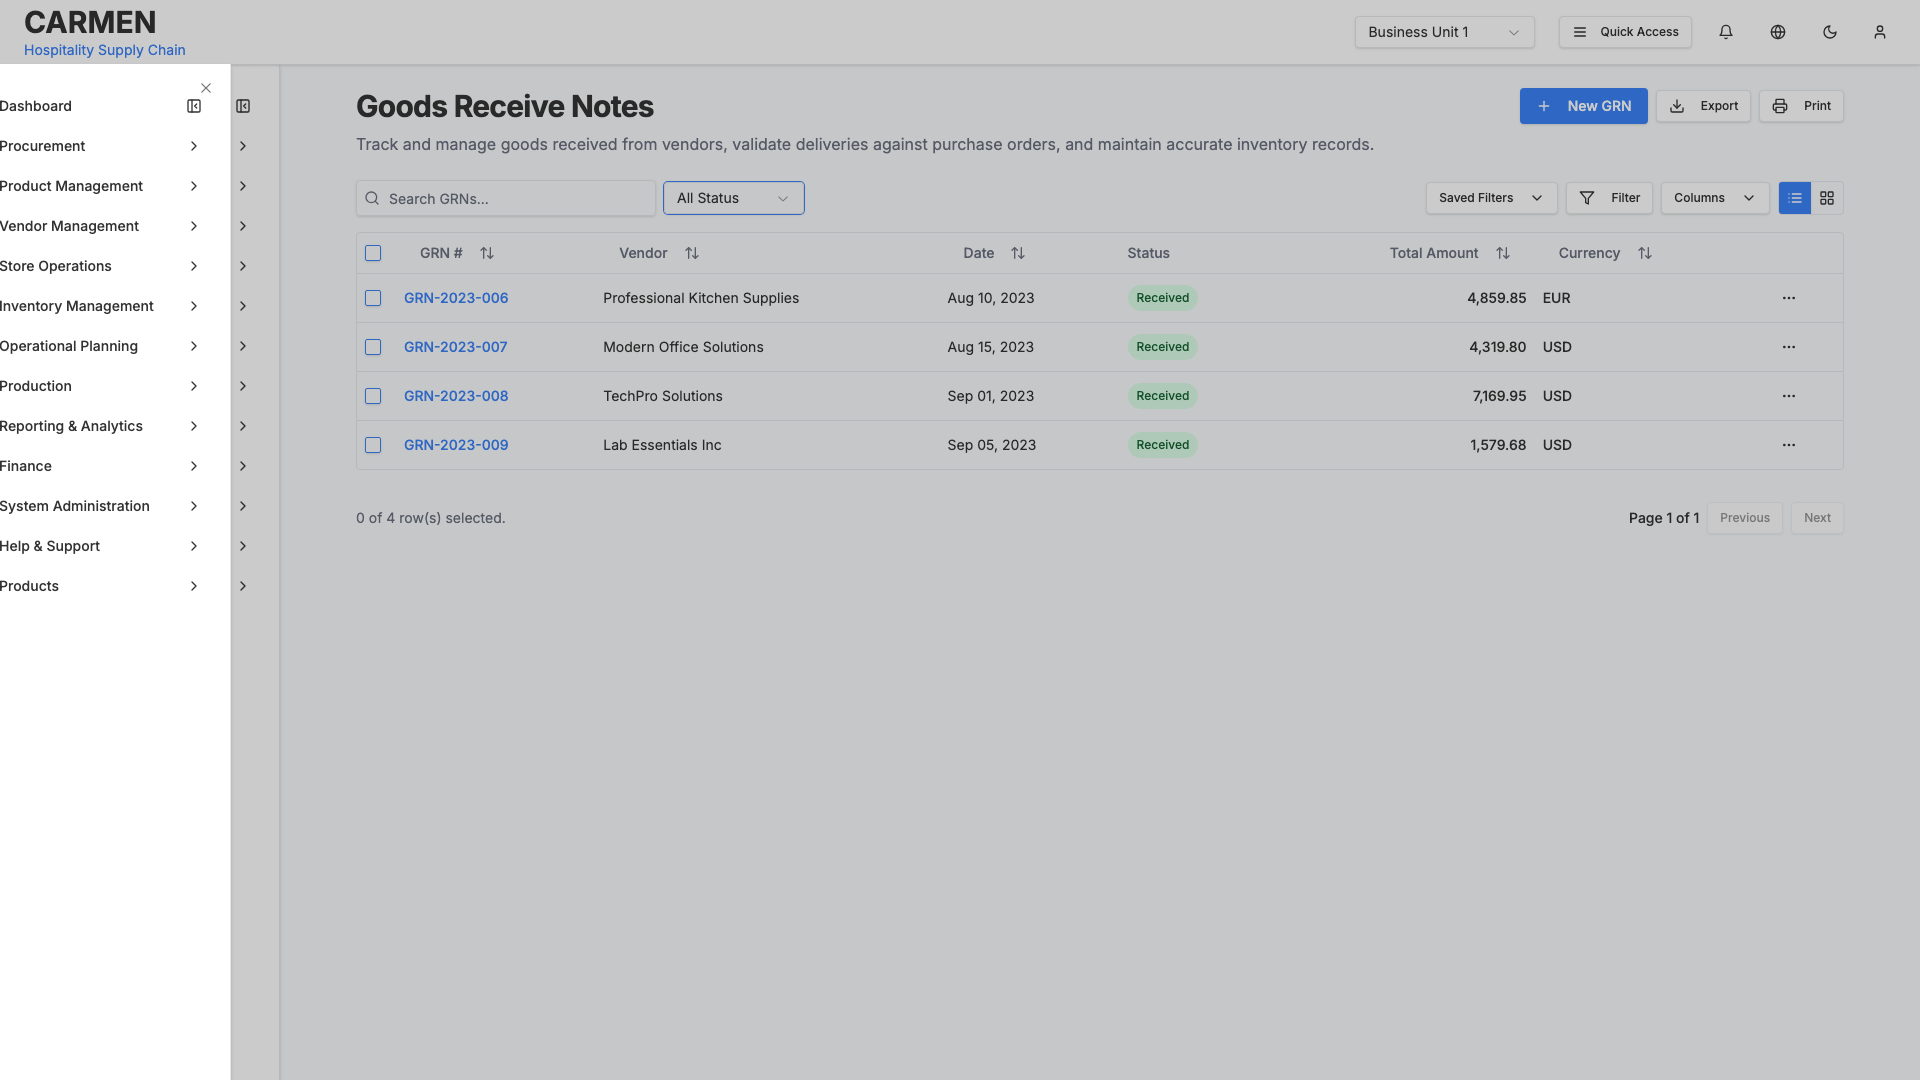 CARMEN
Hospitality Supply Chain
Business Unit 1
Quick Access
Dashboard
Procurement
Product Management
Vendor Management
Store Operations
Inventory Management
Operational Planning
Production
Reporting & Analytics
Finance
System Administration
Help & Support
Products
Goods Receive Notes
New GRN
Export
Print
Track and manage goods received from vendors, validate deliveries against purchase orders, and maintain accurate inventory records.
Search GRNs...
All Status
Saved Filters
Filter
Columns
GRN # Vendor Date Status Total Amount Currency
GRN-2023-006 Professional Kitchen Supplies Aug 10, 2023 Received 4,859.85 EUR
GRN-2023-007 Modern Office Solutions Aug 15, 2023 Received 4,319.80 USD
GRN-2023-008 TechPro Solutions Sep 01, 2023 Received 7,169.95 USD
GRN-2023-009 Lab Essentials Inc Sep 05, 2023 Received 1,579.68 USD
0 of 4 row(s) selected.
Page 1 of 1
Previous
Next